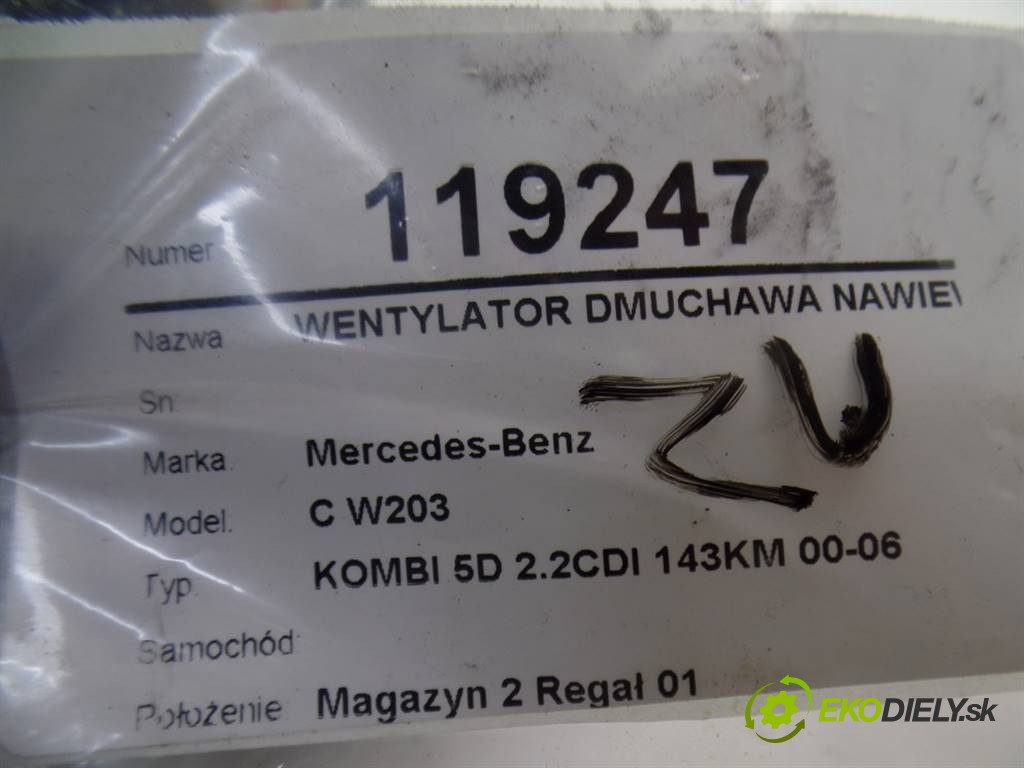 Numer 119247
Nazwa WENTYLATOR DMUCHAWA NAWIEW
Sn:
Marka: Mercedes-Benz
ZU
Model: C W203
Typ KOMBI 5D 2.2CDI 143KM 00-06
Samochód:
Położenie: Magazyn 2 Regał 01
EKODIELY.sk